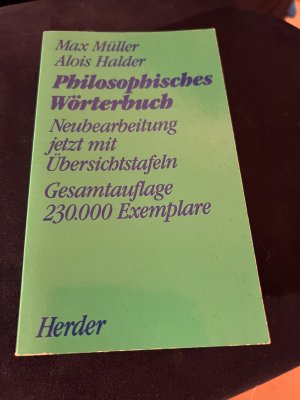 Max Müller
Alois Halder
Philosophisches
Wörterbuch
Neubearbeitung
jetzt mit
Übersichtstafeln
Gesamtauflage
230.000 Exemplare
Herder